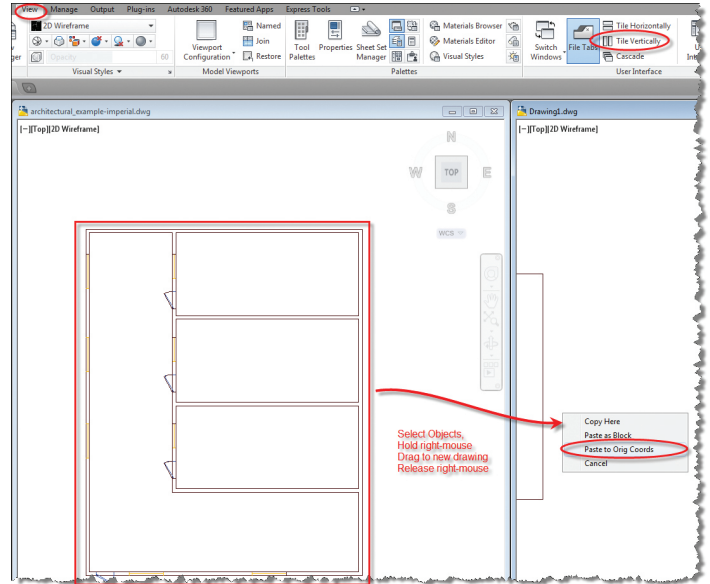 View Manage Output Plug-ins Autodesk 360 Featured Apps Express Tools
2D Wireframe
Opacity 60
Visual Styles
Viewport
Configuration
Named
Join
Restore
Model Viewports
Tool
Palettes
Properties
Sheet Set
Manager
Materials Browser
Materials Editor
Visual Styles
Palettes
Switch
Windows
File Tabs
Tile Horizontally
Tile Vertically
Cascade
User Interface
architectural_example-imperial.dwg
Drawing1.dwg
[−][Top][2D Wireframe]
[−][Top][2D Wireframe]
N
W TOP E
S
WCS
Select Objects,
Hold right-mouse
Drag to new drawing
Release right-mouse
Copy Here
Paste as Block
Paste to Orig Coords
Cancel